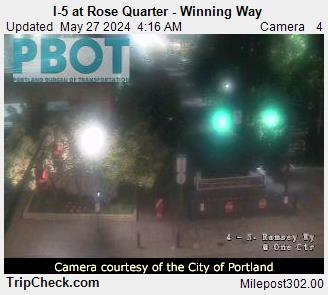 I-5 at Rose Quarter - Winning Way
Updated May 27 2024 4:16 AM Camera 4
PBOT
PORTLAND BUREAU OF TRANSPORTATION
4 - N. Ramsey Wy
@ One Ctr
Camera courtesy of the City of Portland
TripCheck.com Milepost302.00